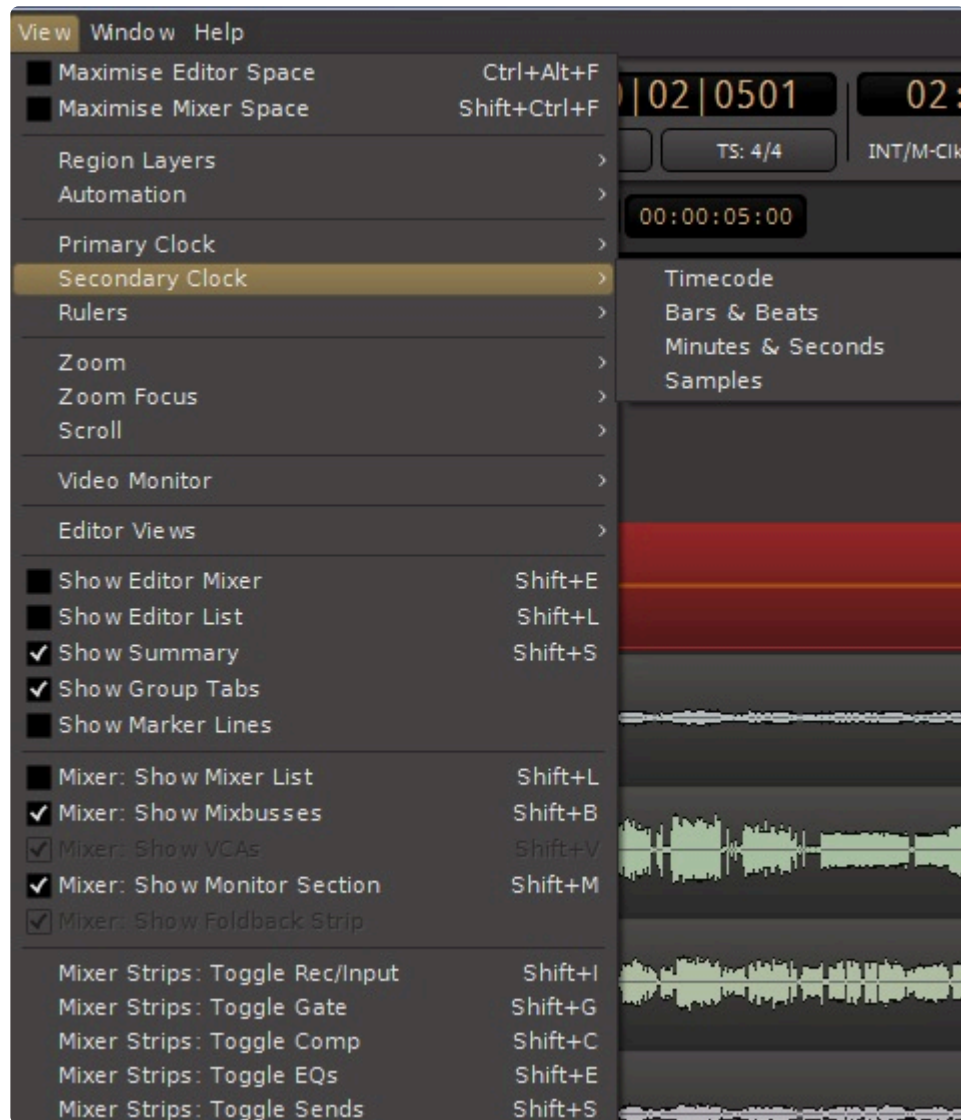 View Window Help
Maximise Editor Space Ctrl+Alt+F
Maximise Mixer Space Shift+Ctrl+F
|02|0501 02:
TS: 4/4 INT/M-Clk
Region Layers >
Automation >
00:00:05:00
Primary Clock >
Secondary Clock >
Rulers >
Timecode
Bars & Beats
Minutes & Seconds
Samples
Zoom >
Zoom Focus >
Scroll >
Video Monitor >
Editor Views >
Show Editor Mixer Shift+E
Show Editor List Shift+L
Show Summary Shift+S
Show Group Tabs
Show Marker Lines
Mixer: Show Mixer List Shift+L
Mixer: Show Mixbusses Shift+B
Mixer: Show VCAs Shift+V
Mixer: Show Monitor Section Shift+M
Mixer: Show Foldback Strip
Mixer Strips: Toggle Rec/Input Shift+I
Mixer Strips: Toggle Gate Shift+G
Mixer Strips: Toggle Comp Shift+C
Mixer Strips: Toggle EQs Shift+E
Mixer Strips: Toggle Sends Shift+S